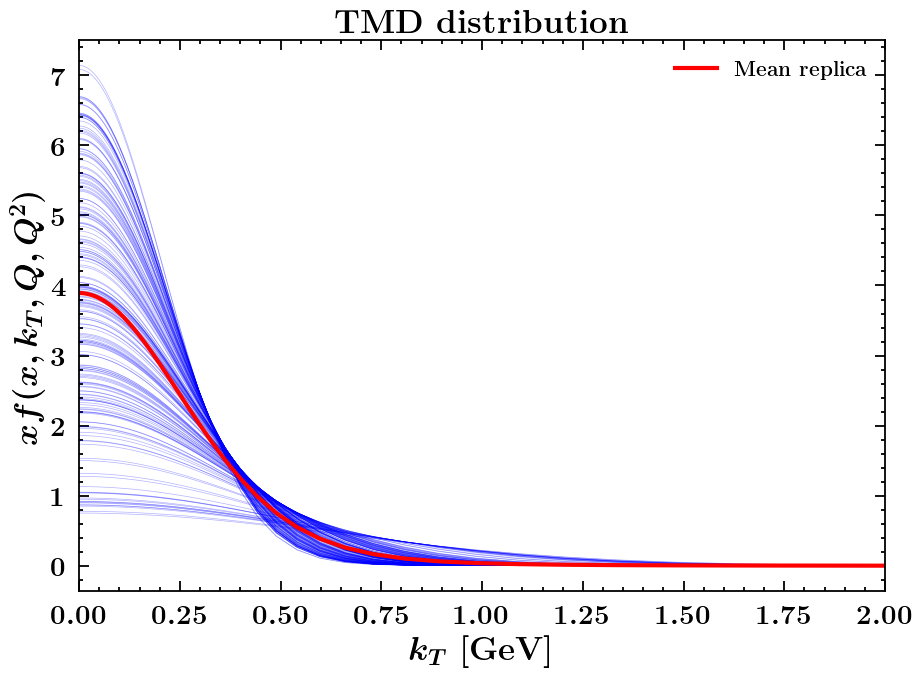 TMD distribution
Mean replica
xf(x, k_T, Q, Q^2)
7
6
5
4
3
2
1
0
0.00 0.25 0.50 0.75 1.00 1.25 1.50 1.75 2.00
k_T [GeV]